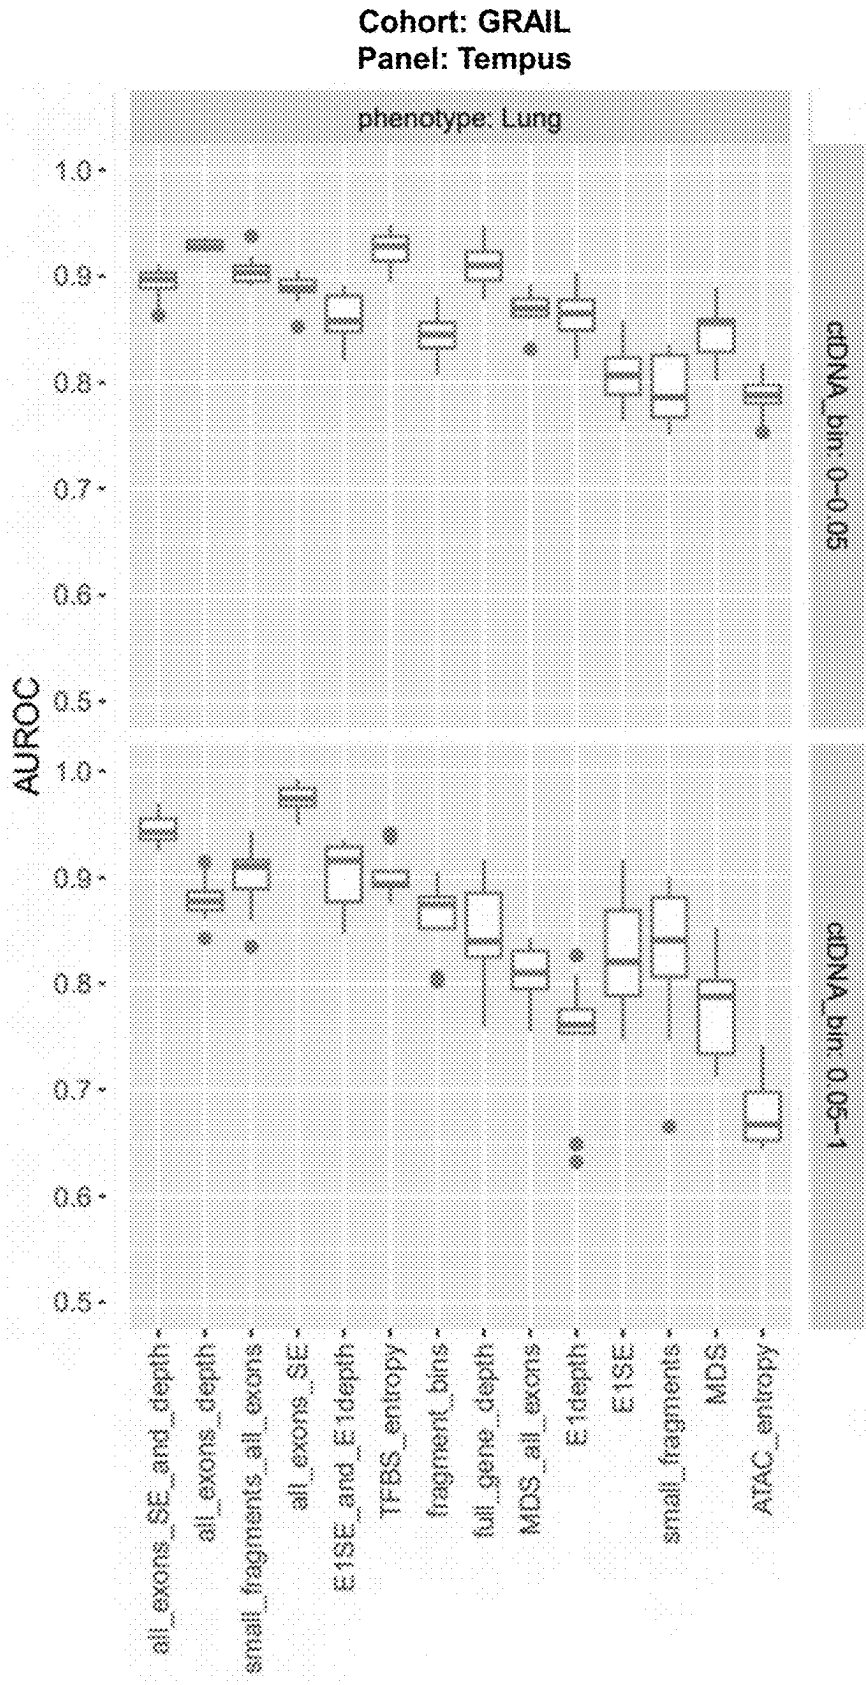 Cohort: GRAIL
Panel: Tempus
phenotype: Lung
AUROC
1.0
0.9
0.8
0.7
0.6
0.5
ctDNA_bin: 0-0.05
1.0
0.9
0.8
0.7
0.6
0.5
ctDNA_bin: 0.05-1
all_exons_SE_and_depth
all_exons_depth
small_fragments_all_exons
all_exons_SE
E1SE_and_E1depth
TFBS_entropy
fragment_bins
full_gene_depth
MDS_all_exons
E1depth
E1SE
small_fragments
MDS
ATAC_entropy